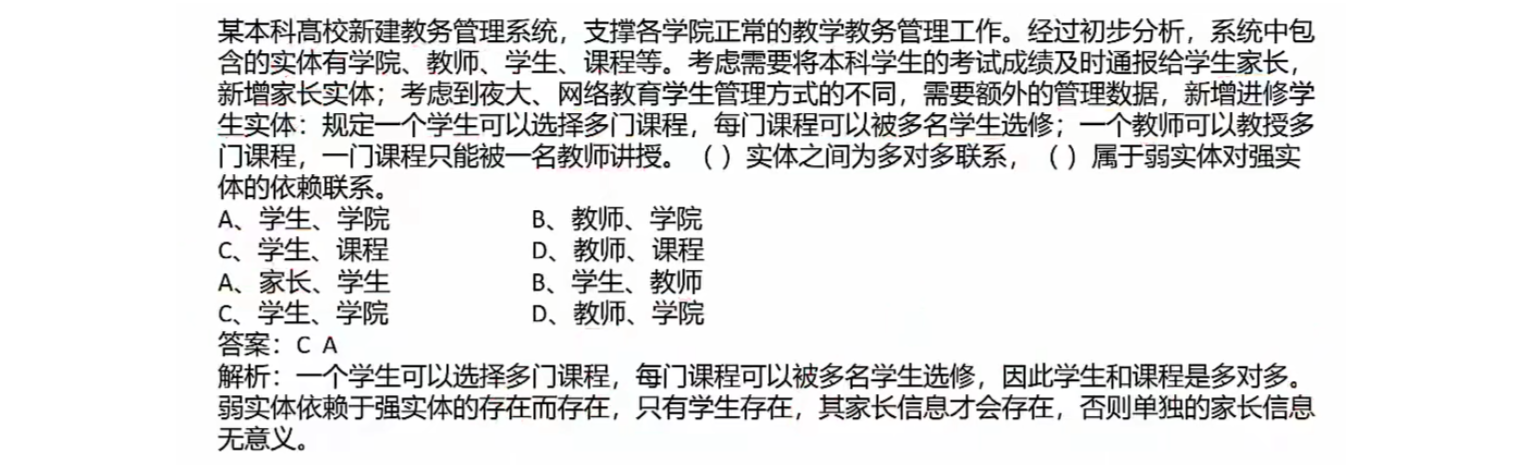 某本科高校新建教务管理系统，支撑各学院正常的教学教务管理工作。经过初步分析，系统中包
含的实体有学院、教师、学生、课程等。考虑需要将本科学生的考试成绩及时通报给学生家长，
新增家长实体；考虑到夜大、网络教育学生管理方式的不同，需要额外的管理数据，新增进修学
生实体：规定一个学生可以选择多门课程，每门课程可以被多名学生选修；一个教师可以教授多
门课程，一门课程只能被一名教师讲授。（ ）实体之间为多对多联系，（ ）属于弱实体对强实
体的依赖联系。
A、学生、学院 B、教师、学院
C、学生、课程 D、教师、课程
A、家长、学生 B、学生、教师
C、学生、学院 D、教师、学院
答案：C A
解析：一个学生可以选择多门课程，每门课程可以被多名学生选修，因此学生和课程是多对多。
弱实体依赖于强实体的存在而存在，只有学生存在，其家长信息才会存在，否则单独的家长信息
无意义。